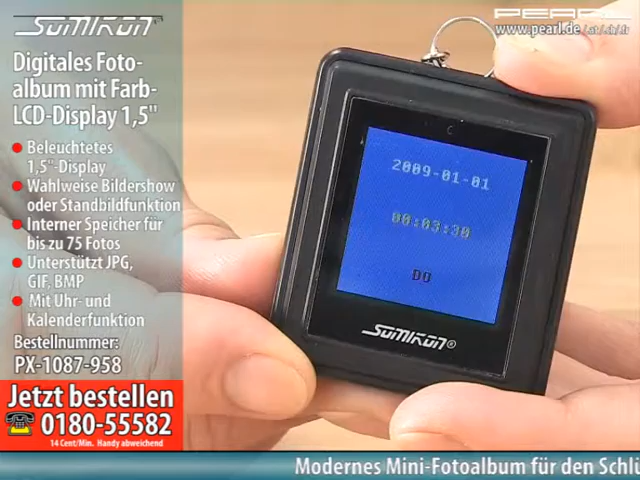 SOMIKON®
Digitales Foto-
album mit Farb-
LCD-Display 1,5"
Beleuchtetes
1,5"-Display
Wahlweise Bildershow
oder Standbildfunktion
Interner Speicher für
bis zu 75 Fotos
Unterstützt JPG,
GIF, BMP
Mit Uhr- und
Kalenderfunktion
Bestellnummer:
PX-1087-958
Jetzt bestellen
0180-55582
14 Cent/Min. Handy abweichend
PEARL
www.pearl.de /.at/.ch/.fr
2009-01-01
00:03:30
DO
SOMIKON®
Modernes Mini-Fotoalbum für den Schlü